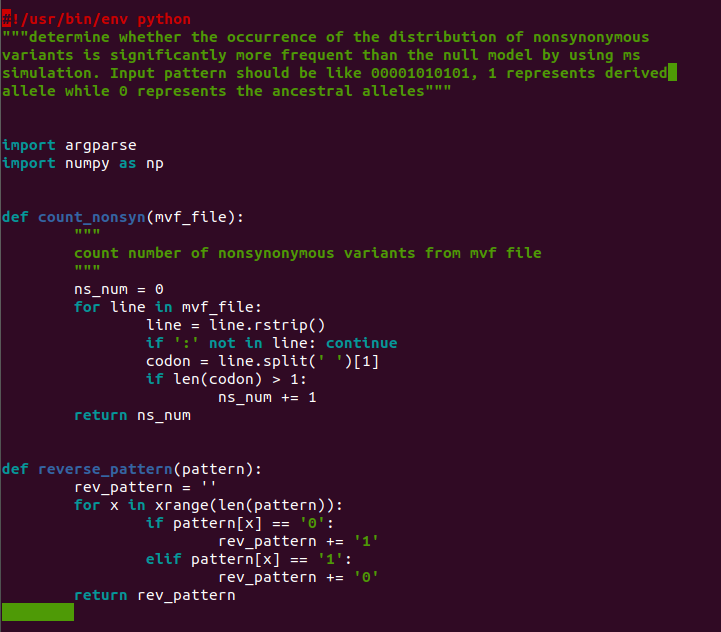 #!/usr/bin/env python
"""determine whether the occurrence of the distribution of nonsynonymous
variants is significantly more frequent than the null model by using ms
simulation. Input pattern should be like 00001010101, 1 represents derived
allele while 0 represents the ancestral alleles"""
import argparse
import numpy as np
def count_nonsyn(mvf_file):
        """
        count number of nonsynonymous variants from mvf file
        """
        ns_num = 0
        for line in mvf_file:
                line = line.rstrip()
                if ':' not in line: continue
                codon = line.split(' ')[1]
                if len(codon) > 1:
                        ns_num += 1
        return ns_num
def reverse_pattern(pattern):
        rev_pattern = ''
        for x in xrange(len(pattern)):
                if pattern[x] == '0':
                        rev_pattern += '1'
                elif pattern[x] == '1':
                        rev_pattern += '0'
        return rev_pattern